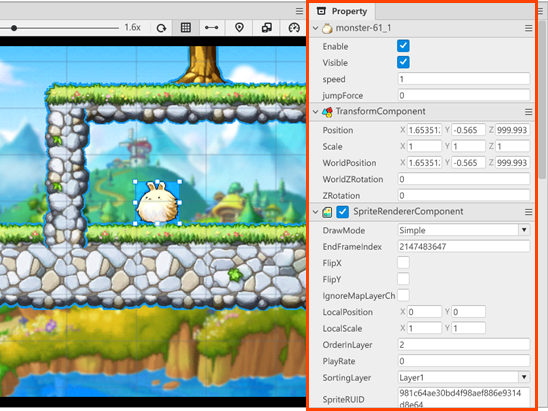 1.6x
Property
monster-61_1
Enable
Visible
speed 1
jumpForce 0
TransformComponent
Position X 1.65351 Y -0.565 Z 999.993
Scale X 1 Y 1 Z 1
WorldPosition X 1.65351 Y -0.565 Z 999.993
WorldZRotation 0
ZRotation 0
SpriteRendererComponent
DrawMode Simple
EndFrameIndex 2147483647
FlipX
FlipY
IgnoreMapLayerCh
LocalPosition X 0 Y 0
LocalScale X 1 Y 1
OrderInLayer 2
PlayRate 0
SortingLayer Layer1
SpriteRUID 981c64ae30bd4f98aef886e9314
d8e64